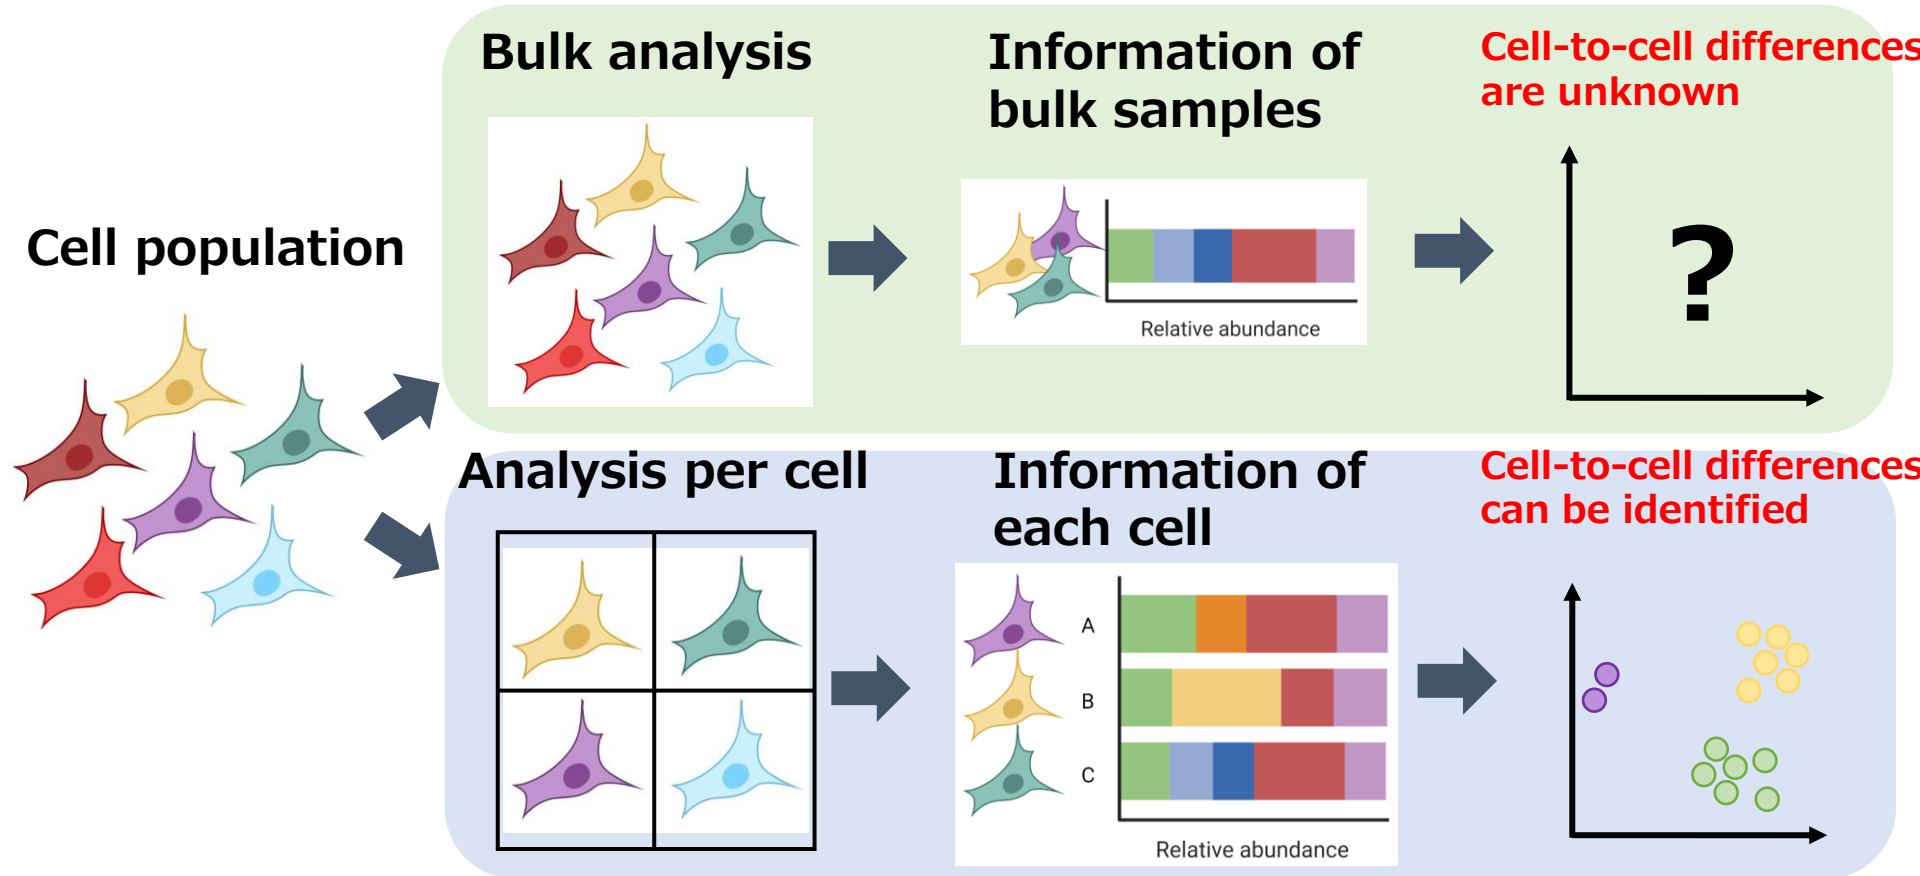 Cell population
Bulk analysis
Information of
bulk samples
Relative abundance
Cell-to-cell differences
are unknown
?
Analysis per cell
Information of
each cell
A
B
C
Relative abundance
Cell-to-cell differences
can be identified